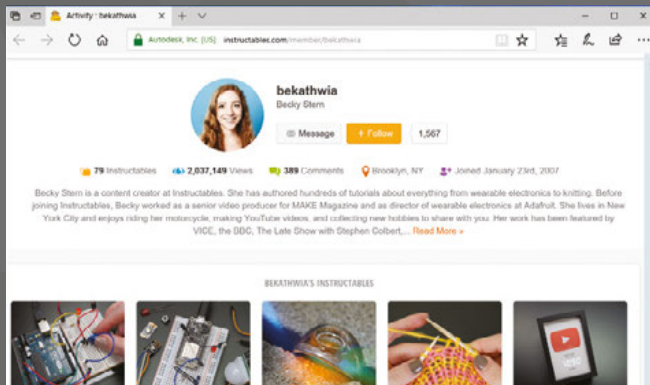 Activity : bekathwia
Autodesk, Inc. [US] instructables.com/member/bekathwia
bekathwia
Becky Stern
Message
+ Follow
1,567
79 Instructables 2,037,149 Views 389 Comments Brooklyn, NY Joined January 23rd, 2007
Becky Stern is a content creator at Instructables. She has authored hundreds of tutorials about everything from wearable electronics to knitting. Before
joining Instructables, Becky worked as a senior video producer for MAKE Magazine and as director of wearable electronics at Adafruit. She lives in New
York City and enjoys riding her motorcycle, making YouTube videos, and collecting new hobbies to share with you. Her work has been featured by
VICE, the BBC, The Late Show with Stephen Colbert,... Read More »
BEKATHWIA'S INSTRUCTABLES